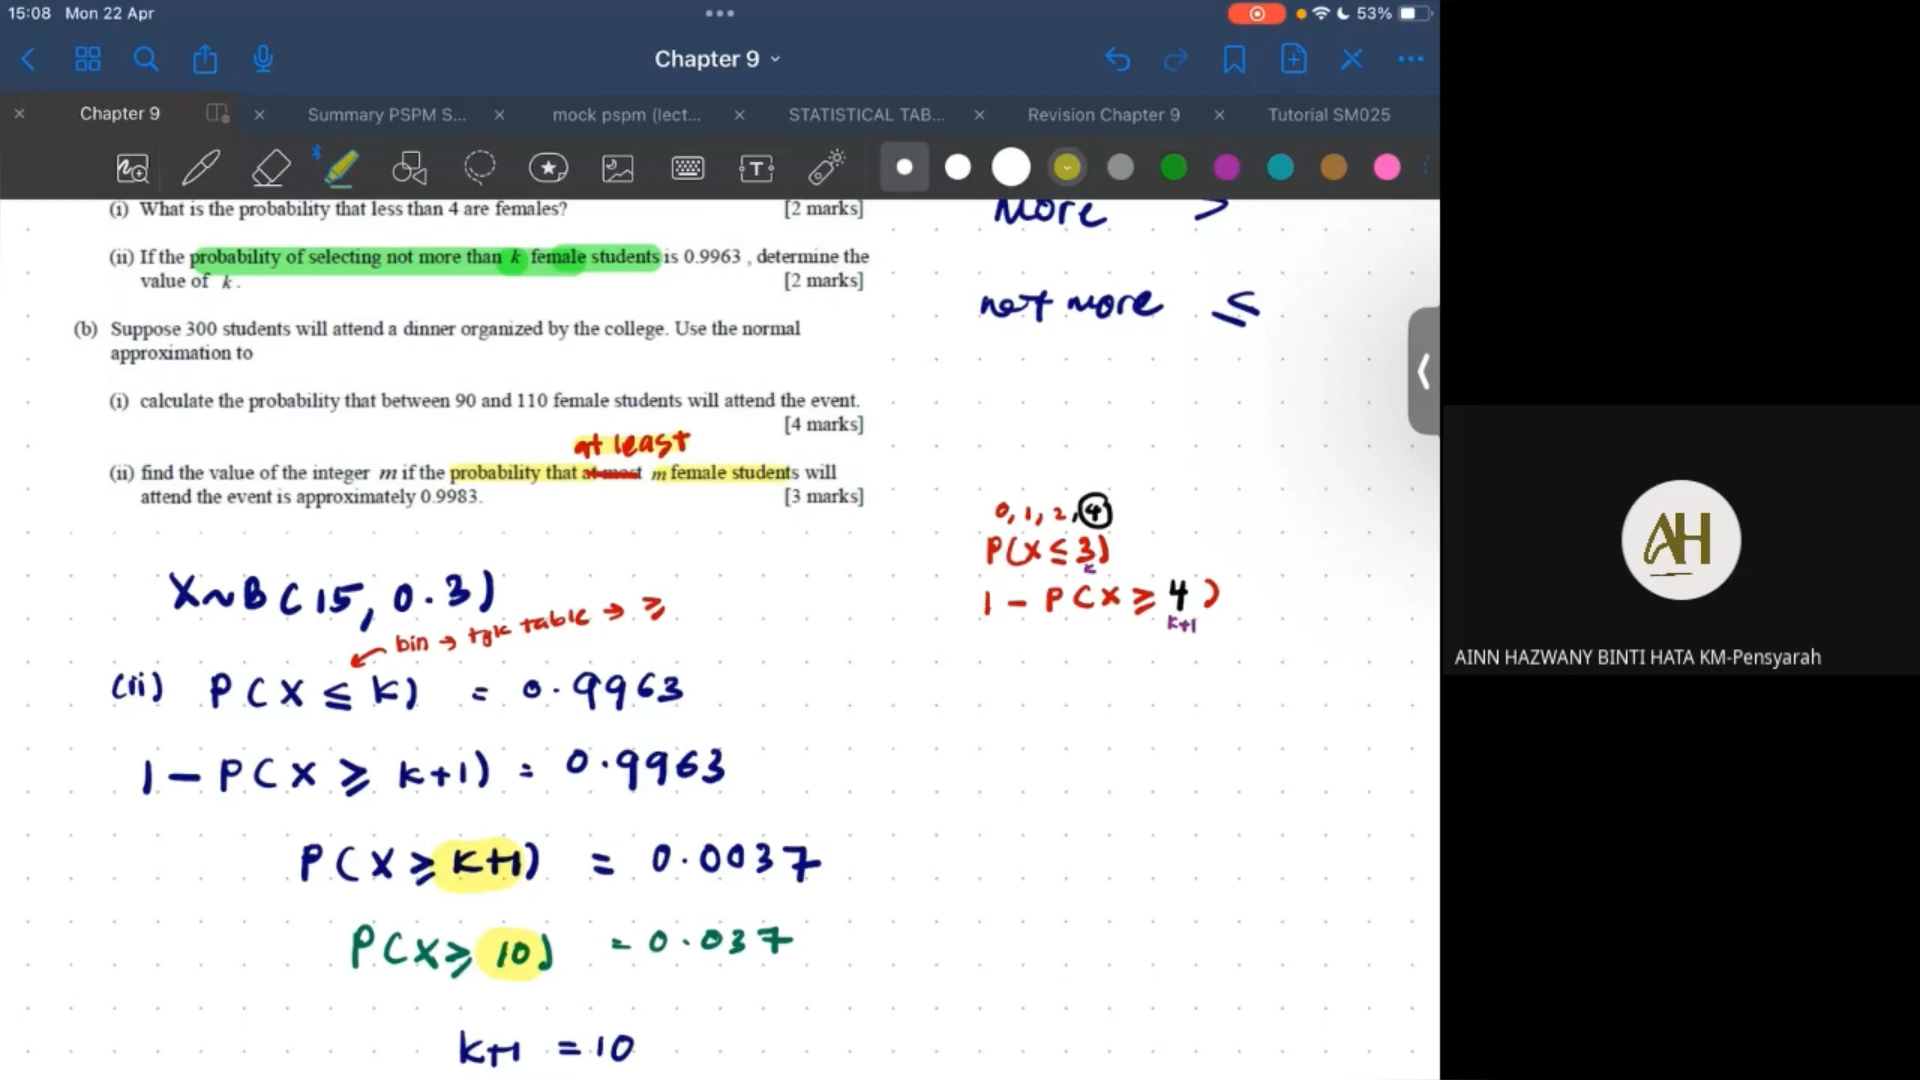 15:08 Mon 22 Apr
53%
Chapter 9
Chapter 9
Summary PSPM S...
mock pspm (lect...
STATISTICAL TAB...
Revision Chapter 9
Tutorial SM025
(i) What is the probability that less than 4 are females? [2 marks]
(ii) If the probability of selecting not more than k female students is 0.9963 , determine the
value of k . [2 marks]
(b) Suppose 300 students will attend a dinner organized by the college. Use the normal
approximation to
(i) calculate the probability that between 90 and 110 female students will attend the event.
[4 marks]
at least
(ii) find the value of the integer m if the probability that at most m female students will
attend the event is approximately 0.9983. [3 marks]
more >
not more ≤
0, 1, 2, 4
P(X ≤ 3)
k
1 - P(X ≥ 4)
k+1
X~B(15, 0.3)
bin → tgk table → ≥
(ii) P(X ≤ k) = 0.9963
1 - P(X ≥ k+1) = 0.9963
P(X ≥ k+1) = 0.0037
P(X ≥ 10) = 0.037
k+1 = 10
AH
AINN HAZWANY BINTI HATA KM-Pensyarah